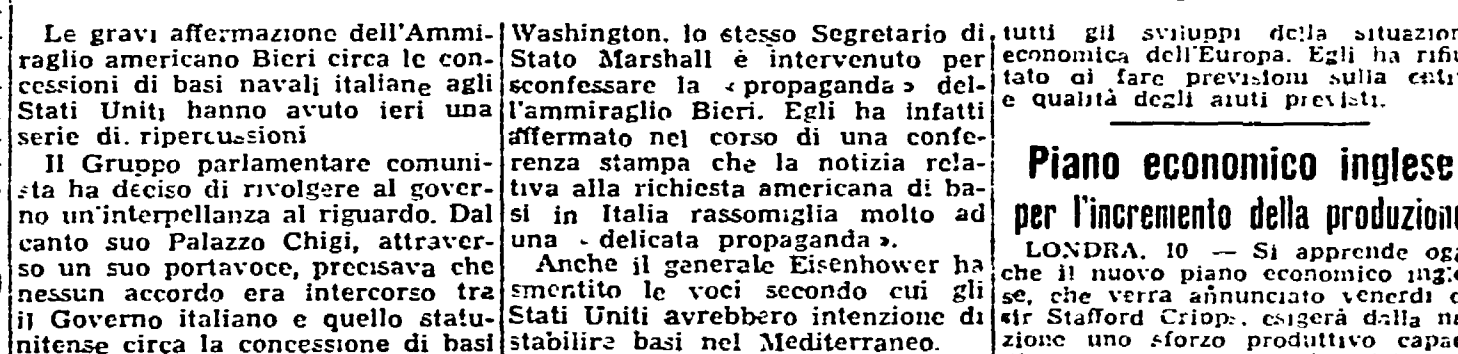 Le gravi affermazione dell'Ammi-
raglio americano Bieri circa le con-
cessioni di basi navali italiane agli
Stati Uniti hanno avuto ieri una
serie di. ripercussioni
Il Gruppo parlamentare comuni-
sta ha deciso di rivolgere al gover-
no un'interpellanza al riguardo. Dal
canto suo Palazzo Chigi, attraver-
so un suo portavoce, precisava che
nessun accordo era intercorso tra
il Governo italiano e quello statu-
nitense circa la concessione di basi
Washington. lo stesso Segretario di
Stato Marshall è intervenuto per
sconfessare la « propaganda » del-
l'ammiraglio Bieri. Egli ha infatti
affermato nel corso di una confe-
renza stampa che la notizia rela-
tiva alla richiesta americana di ba-
si in Italia rassomiglia molto ad
una « delicata propaganda ».
Anche il generale Eisenhower ha
smentito le voci secondo cui gli
Stati Uniti avrebbero intenzione di
stabilire basi nel Mediterraneo.
tutti gli sviluppi della situazion
economica dell'Europa. Egli ha rifiu
tato di fare previsioni sulla entit
e qualità degli aiuti previsti.
Piano economico inglese
per l'incremento della produzion
LONDRA. 10 — Si apprende ogg
che il nuovo piano economico ingle
se, che verra annunciato venerdi d
sir Stafford Cripps, esigerà dalla na
zione uno sforzo produttivo capac